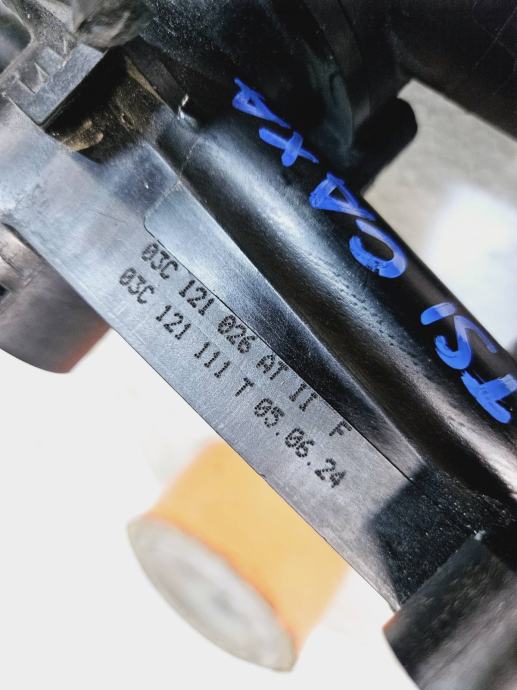 03C 121 026 AT II F
03C 121 111 T 05.06.24
CAXA
TSI